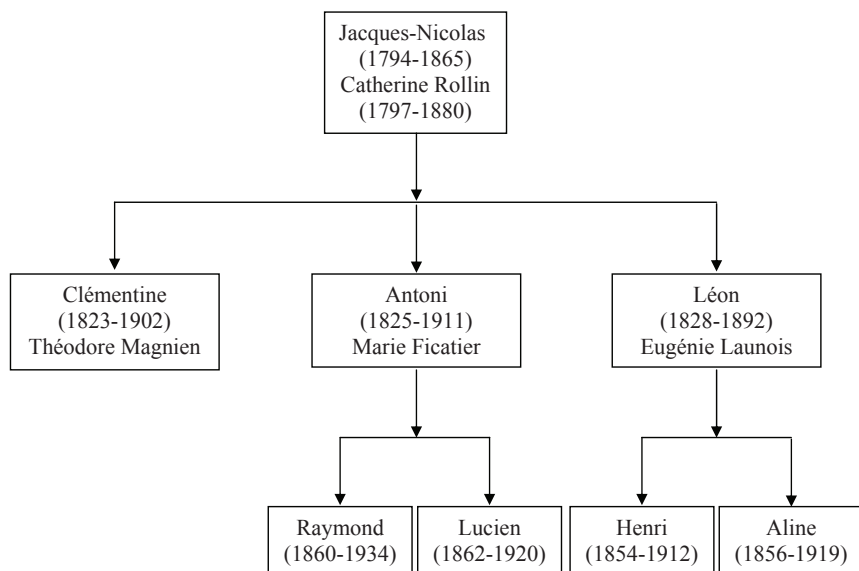 Jacques-Nicolas
(1794-1865)
Catherine Rollin
(1797-1880)
Clémentine
(1823-1902)
Théodore Magnien
Antoni
(1825-1911)
Marie Ficatier
Léon
(1828-1892)
Eugénie Launois
Raymond
(1860-1934)
Lucien
(1862-1920)
Henri
(1854-1912)
Aline
(1856-1919)